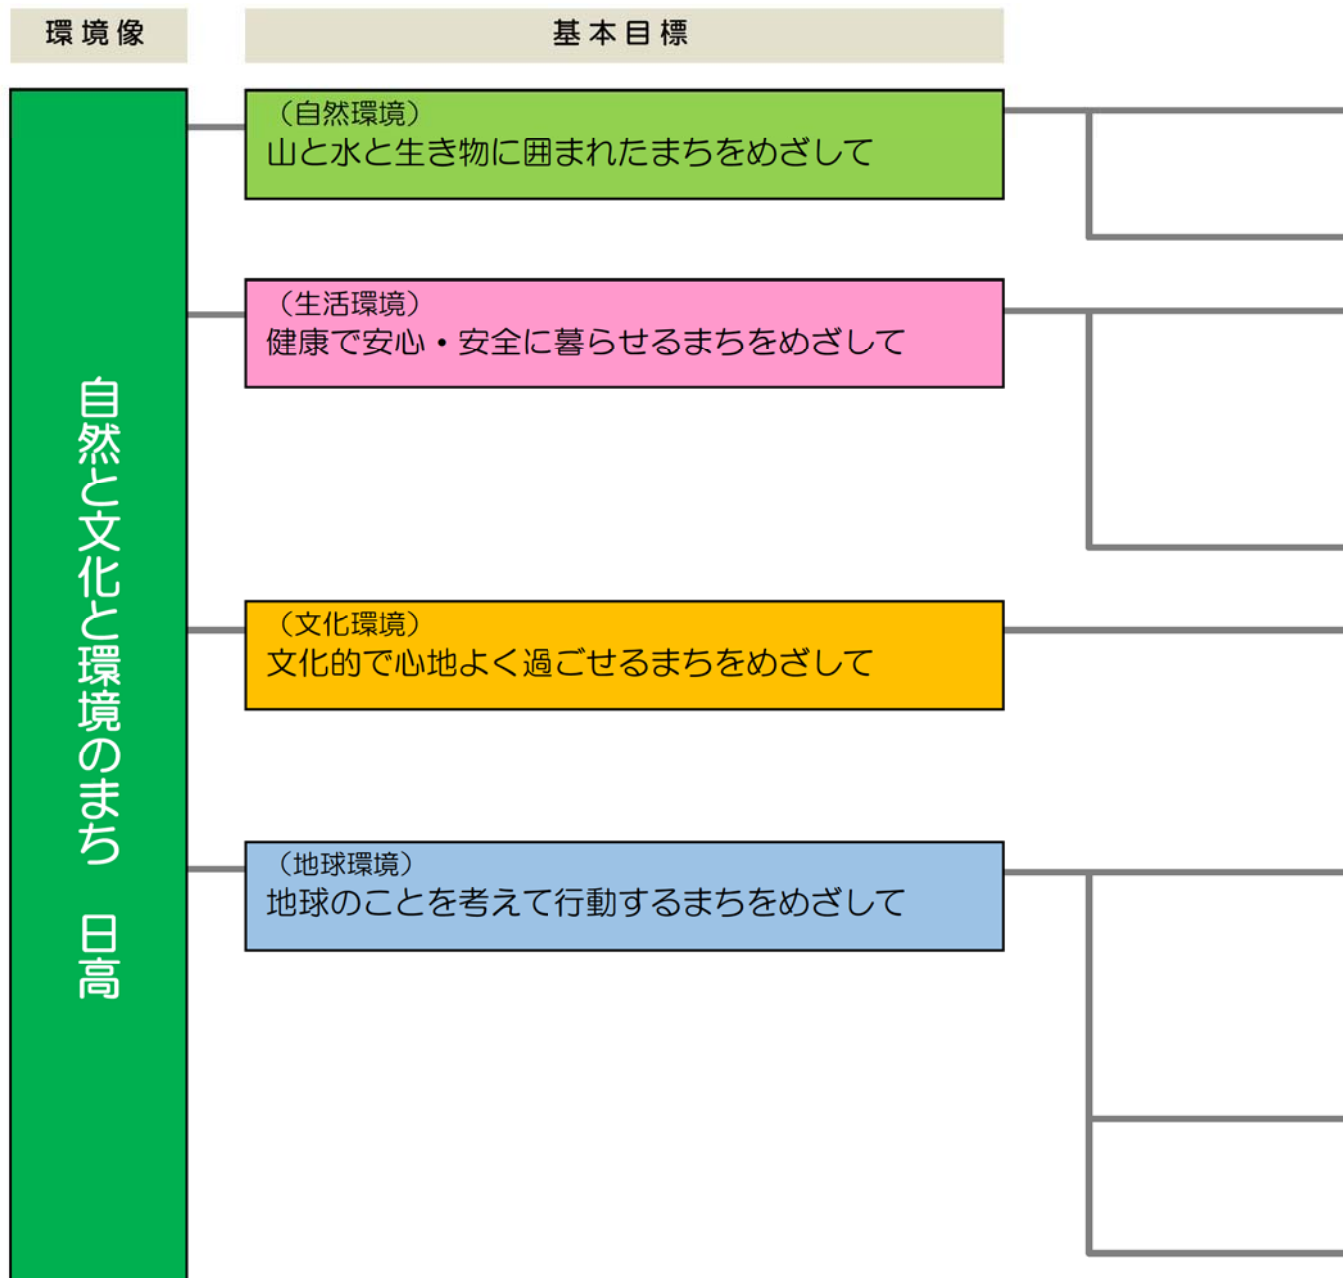 環境像
基本目標
自然と文化と環境のまち　日高
（自然環境）
山と水と生き物に囲まれたまちをめざして
（生活環境）
健康で安心・安全に暮らせるまちをめざして
（文化環境）
文化的で心地よく過ごせるまちをめざして
（地球環境）
地球のことを考えて行動するまちをめざして